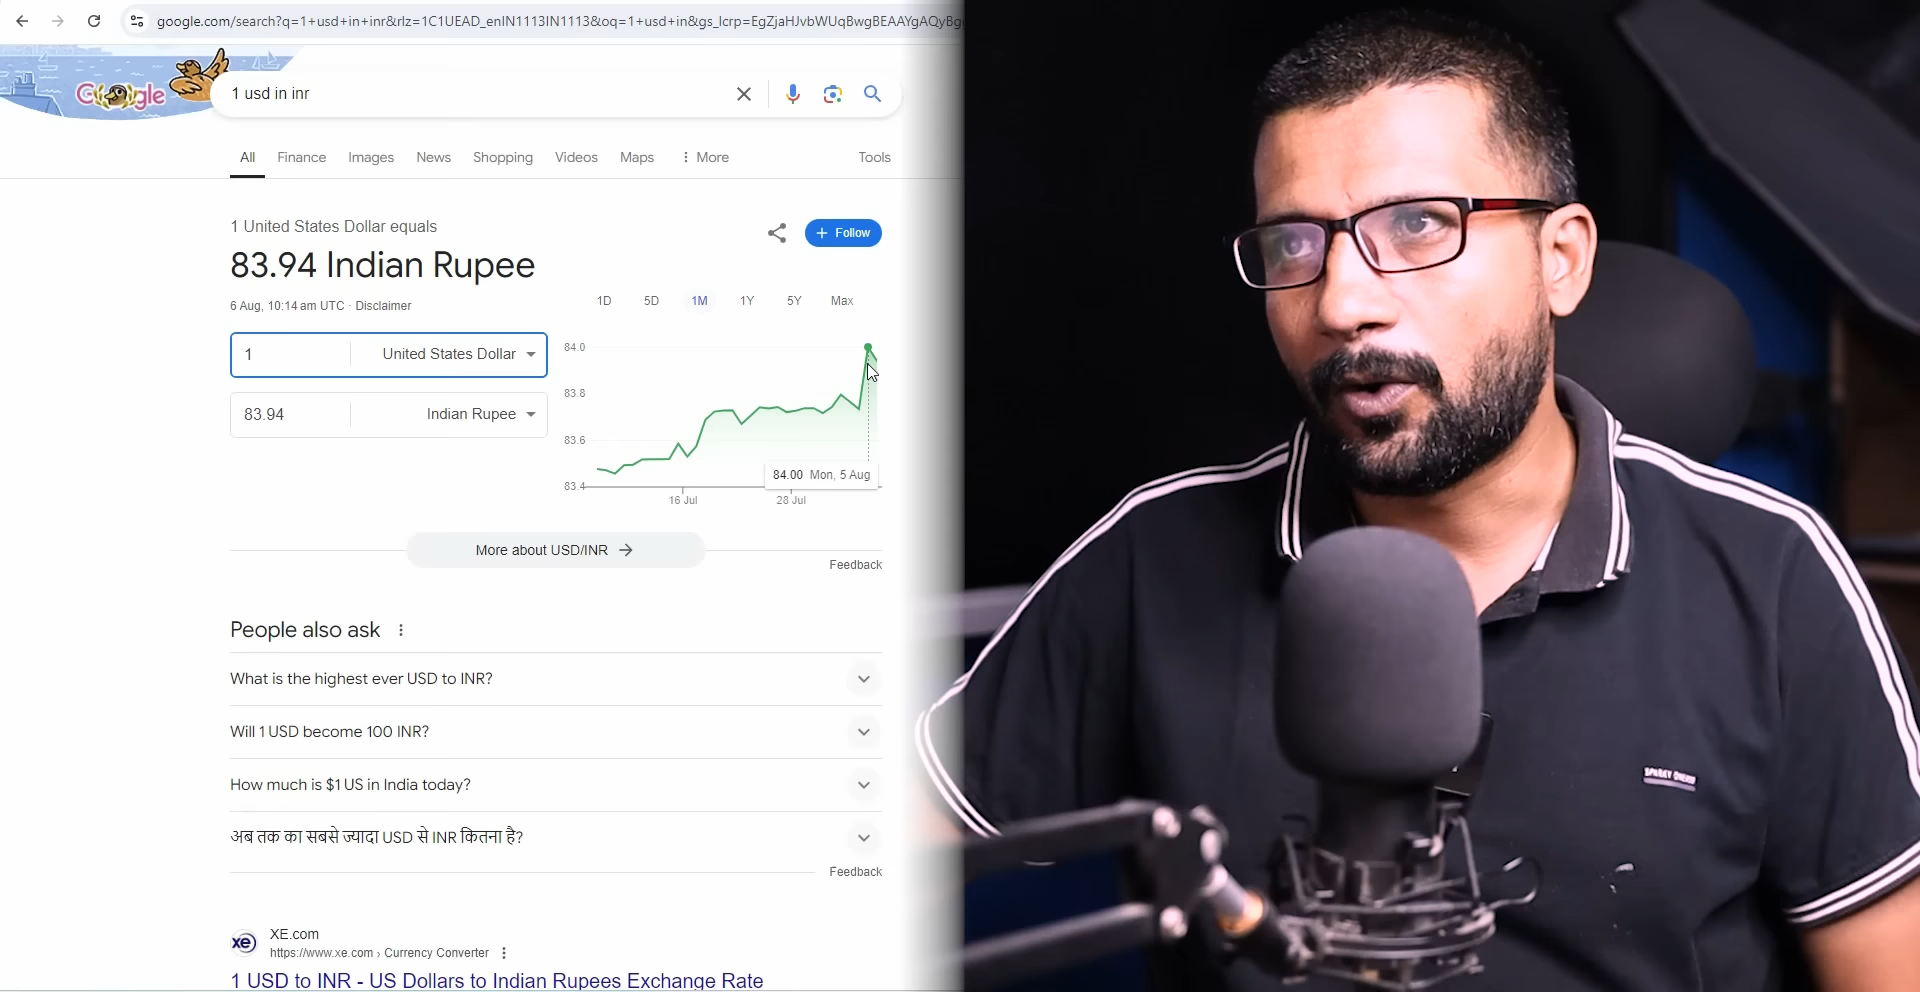 google.com/search?q=1+usd+in+inr&rlz=1C1UEAD_enIN1113IN1113&oq=1+usd+in&gs_lcrp=EgZjaHJvbWUqBwgBEAAYgAQyBg
Google
1 usd in inr
All Finance Images News Shopping Videos Maps More Tools
1 United States Dollar equals
Follow
83.94 Indian Rupee
6 Aug, 10:14 am UTC · Disclaimer
1D 5D 1M 1Y 5Y Max
1 United States Dollar
83.94 Indian Rupee
84.0
83.8
83.6
83.4
84.00 Mon, 5 Aug
16 Jul 28 Jul
More about USD/INR
Feedback
People also ask
What is the highest ever USD to INR?
Will 1 USD become 100 INR?
How much is $1 US in India today?
अब तक का सबसे ज्यादा USD से INR कितना है?
Feedback
xe XE.com
https://www.xe.com › Currency Converter
1 USD to INR - US Dollars to Indian Rupees Exchange Rate